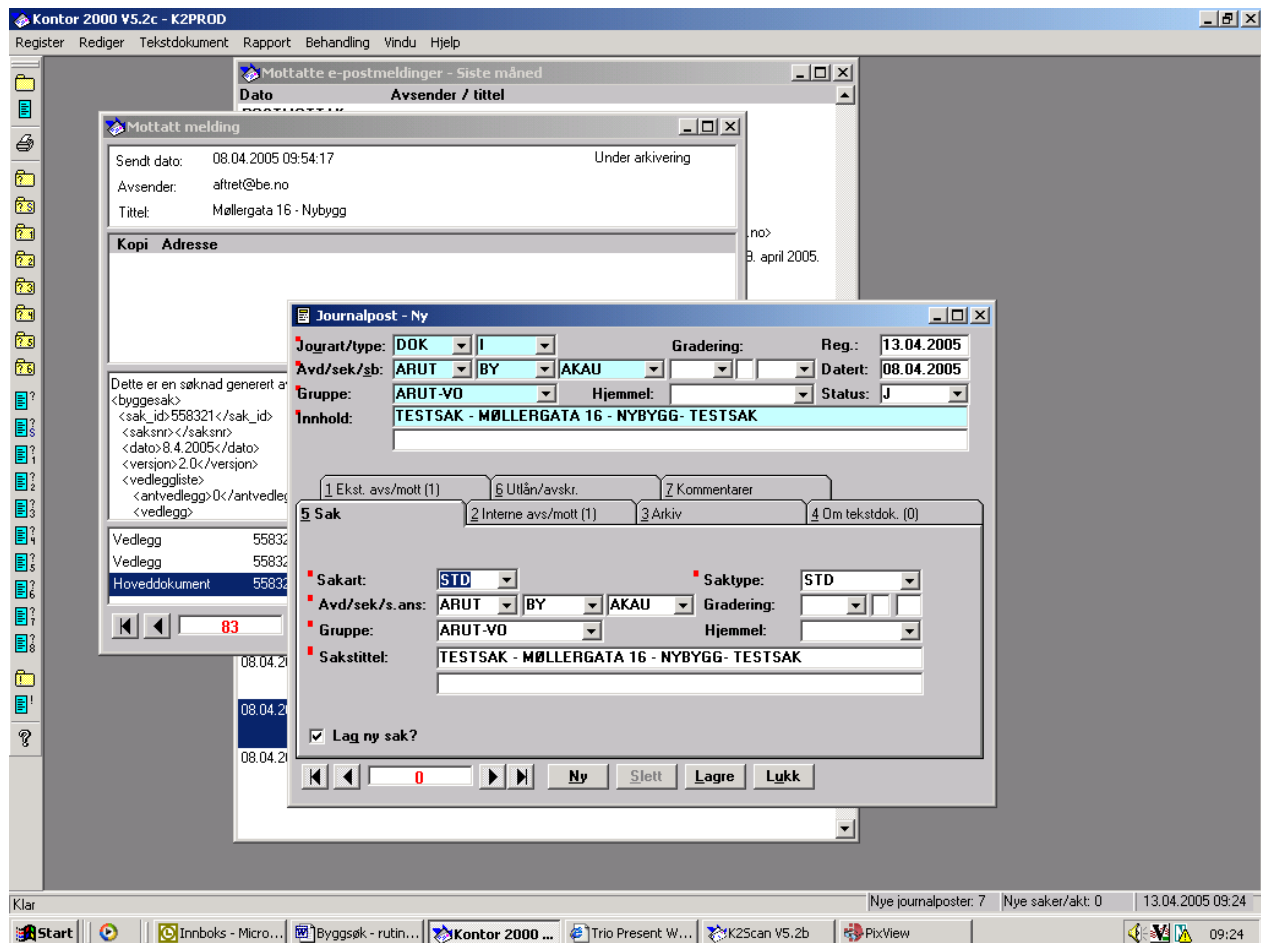 Kontor 2000 V5.2c - K2PROD
Register Rediger Tekstdokument Rapport Behandling Vindu Hjelp
Mottatte e-postmeldinger - Siste måned
Dato Avsender / tittel
Mottatt melding
Sendt dato: 08.04.2005 09:54:17 Under arkivering
Avsender: aftret@be.no
Tittel: Møllergata 16 - Nybygg
Kopi Adresse
.no>
april 2005.
Journalpost - Ny
Jourart/type: DOK I Gradering: Reg.: 13.04.2005
Avd/sek/sb: ARUT BY AKAU Datert: 08.04.2005
Gruppe: ARUT-VO Hjemmel: Status: J
Innhold: TESTSAK - MØLLERGATA 16 - NYBYGG- TESTSAK
Dette er en søknad generert a
<byggesak>
<sak_id>558321</sak_id>
<saksnr></saksnr>
<dato>8.4.2005</dato>
<versjon>2.0</versjon>
<vedleggliste>
<antvedlegg>0</antvedleg
<vedlegg>
Vedlegg 55832
Vedlegg 55832
Hoveddokument 55832
83
1 Ekst. avs/mott (1) 6 Utlån/avskr. 7 Kommentarer
5 Sak 2 Interne avs/mott (1) 3 Arkiv 4 Om tekstdok. (0)
Sakart: STD Saktype: STD
Avd/sek/s.ans: ARUT BY AKAU Gradering:
Gruppe: ARUT-VO Hjemmel:
Sakstittel: TESTSAK - MØLLERGATA 16 - NYBYGG- TESTSAK
Lag ny sak?
0 Ny Slett Lagre Lukk
08.04.2
08.04.2
08.04.2
Klar Nye journalposter: 7 Nye saker/akt: 0 13.04.2005 09:24
Start Innboks - Micro... Byggsøk - rutin... Kontor 2000 ... Trio Present W... K2Scan V5.2b PixView 09:24